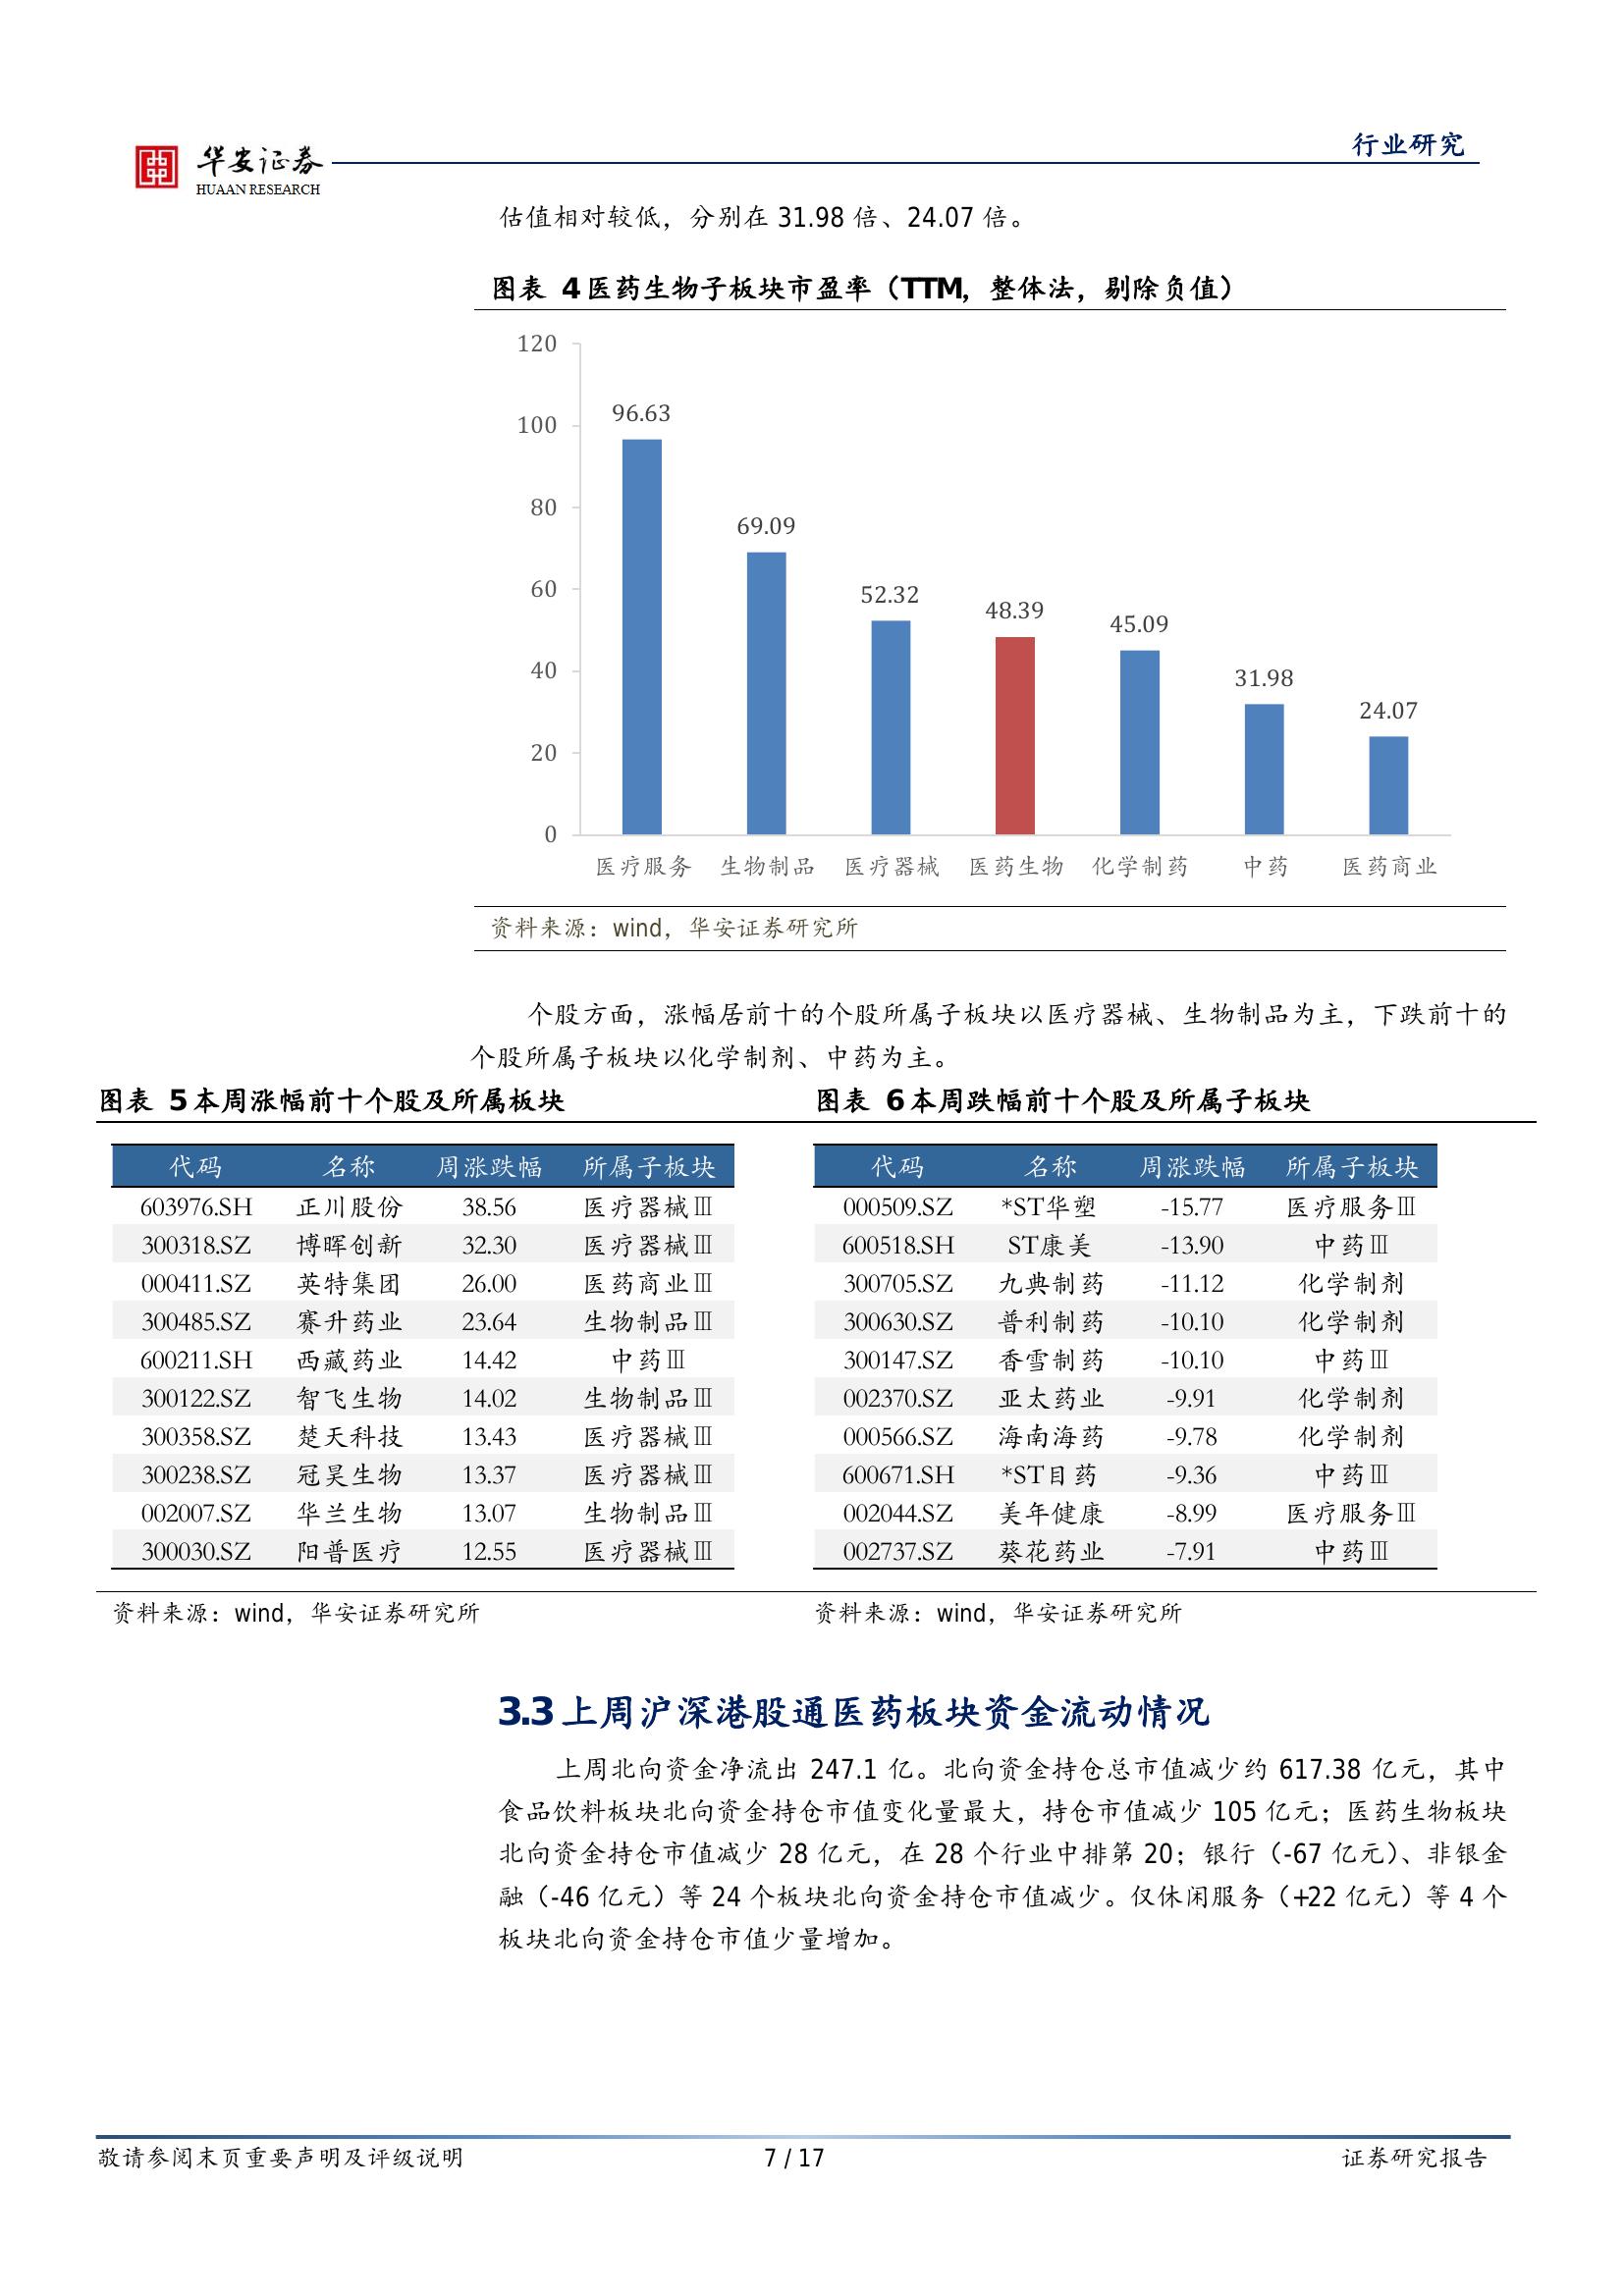 华安证券
HUAAN RESEARCH
行业研究
估值相对较低，分别在 31.98 倍、24.07 倍。
图表 4 医药生物子板块市盈率（TTM，整体法，剔除负值）
120
100
80
60
40
20
0
96.63
69.09
52.32
48.39
45.09
31.98
24.07
医疗服务 生物制品 医疗器械 医药生物 化学制药 中药 医药商业
资料来源：wind，华安证券研究所
个股方面，涨幅居前十的个股所属子板块以医疗器械、生物制品为主，下跌前十的
个股所属子板块以化学制剂、中药为主。
图表 5 本周涨幅前十个股及所属板块
代码 名称 周涨跌幅 所属子板块
603976.SH 正川股份 38.56 医疗器械Ⅲ
300318.SZ 博晖创新 32.30 医疗器械Ⅲ
000411.SZ 英特集团 26.00 医药商业Ⅲ
300485.SZ 赛升药业 23.64 生物制品Ⅲ
600211.SH 西藏药业 14.42 中药Ⅲ
300122.SZ 智飞生物 14.02 生物制品Ⅲ
300358.SZ 楚天科技 13.43 医疗器械Ⅲ
300238.SZ 冠昊生物 13.37 医疗器械Ⅲ
002007.SZ 华兰生物 13.07 生物制品Ⅲ
300030.SZ 阳普医疗 12.55 医疗器械Ⅲ
资料来源：wind，华安证券研究所
图表 6 本周跌幅前十个股及所属子板块
代码 名称 周涨跌幅 所属子板块
000509.SZ *ST华塑 -15.77 医疗服务Ⅲ
600518.SH ST康美 -13.90 中药Ⅲ
300705.SZ 九典制药 -11.12 化学制剂
300630.SZ 普利制药 -10.10 化学制剂
300147.SZ 香雪制药 -10.10 中药Ⅲ
002370.SZ 亚太药业 -9.91 化学制剂
000566.SZ 海南海药 -9.78 化学制剂
600671.SH *ST目药 -9.36 中药Ⅲ
002044.SZ 美年健康 -8.99 医疗服务Ⅲ
002737.SZ 葵花药业 -7.91 中药Ⅲ
资料来源：wind，华安证券研究所
3.3 上周沪深港股通医药板块资金流动情况
上周北向资金净流出 247.1 亿。北向资金持仓总市值减少约 617.38 亿元，其中
食品饮料板块北向资金持仓市值变化量最大，持仓市值减少 105 亿元；医药生物板块
北向资金持仓市值减少 28 亿元，在 28 个行业中排第 20；银行（-67 亿元）、非银金
融（-46 亿元）等 24 个板块北向资金持仓市值减少。仅休闲服务（+22 亿元）等 4 个
板块北向资金持仓市值少量增加。
敬请参阅末页重要声明及评级说明 7 / 17 证券研究报告